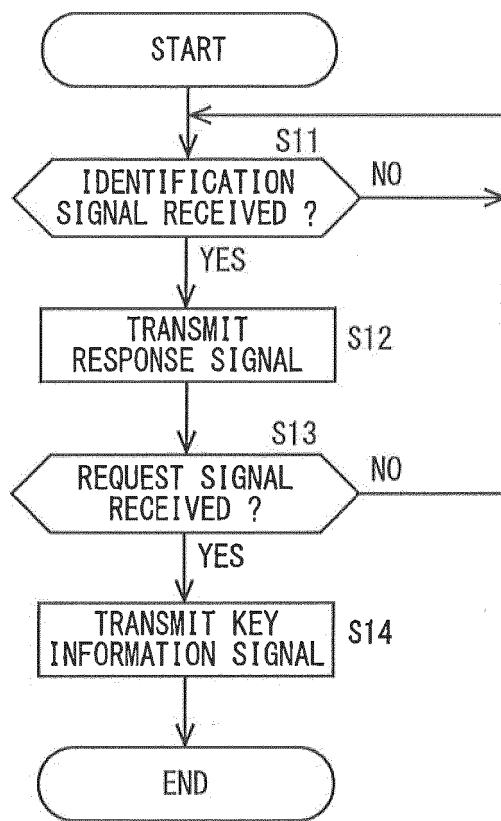 START
S11
IDENTIFICATION
SIGNAL RECEIVED ?
NO
YES
TRANSMIT
RESPONSE SIGNAL
S12
S13
REQUEST SIGNAL
RECEIVED ?
NO
YES
TRANSMIT KEY
INFORMATION SIGNAL
S14
END